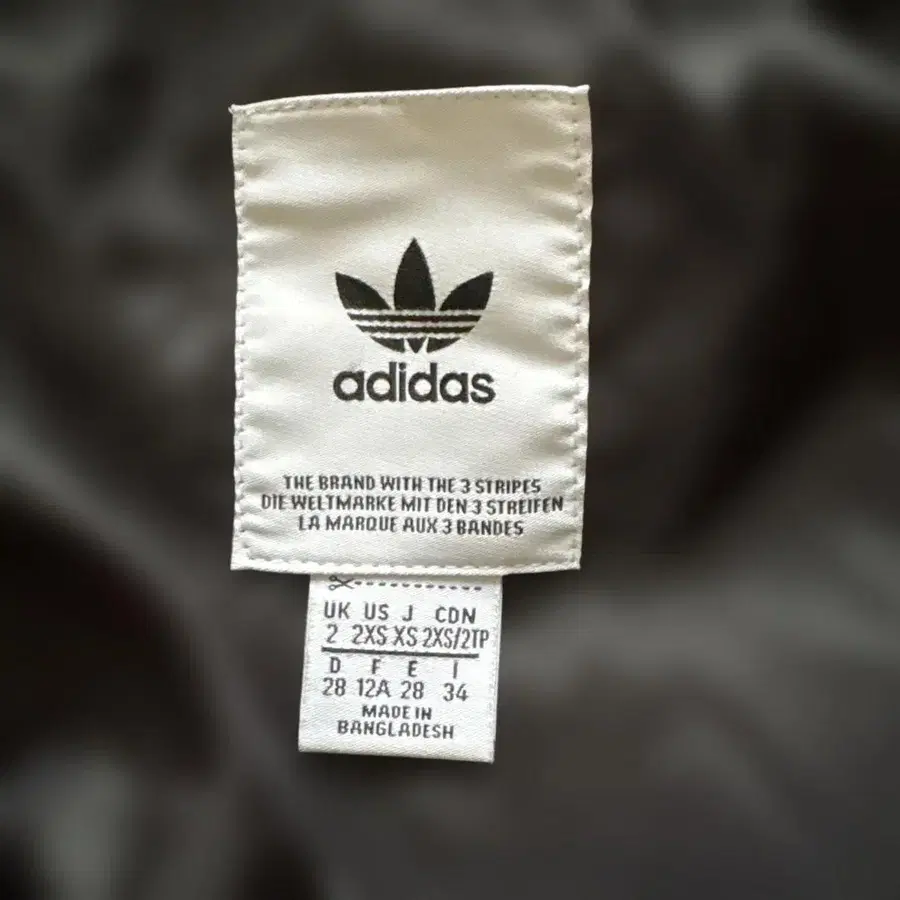 adidas
THE BRAND WITH THE 3 STRIPES
DIE WELTMARKE MIT DEN 3 STREIFEN
LA MARQUE AUX 3 BANDES
UK US J CDN
2 2XS XS 2XS/2TP
D F E I
28 12A 28 34
MADE IN
BANGLADESH